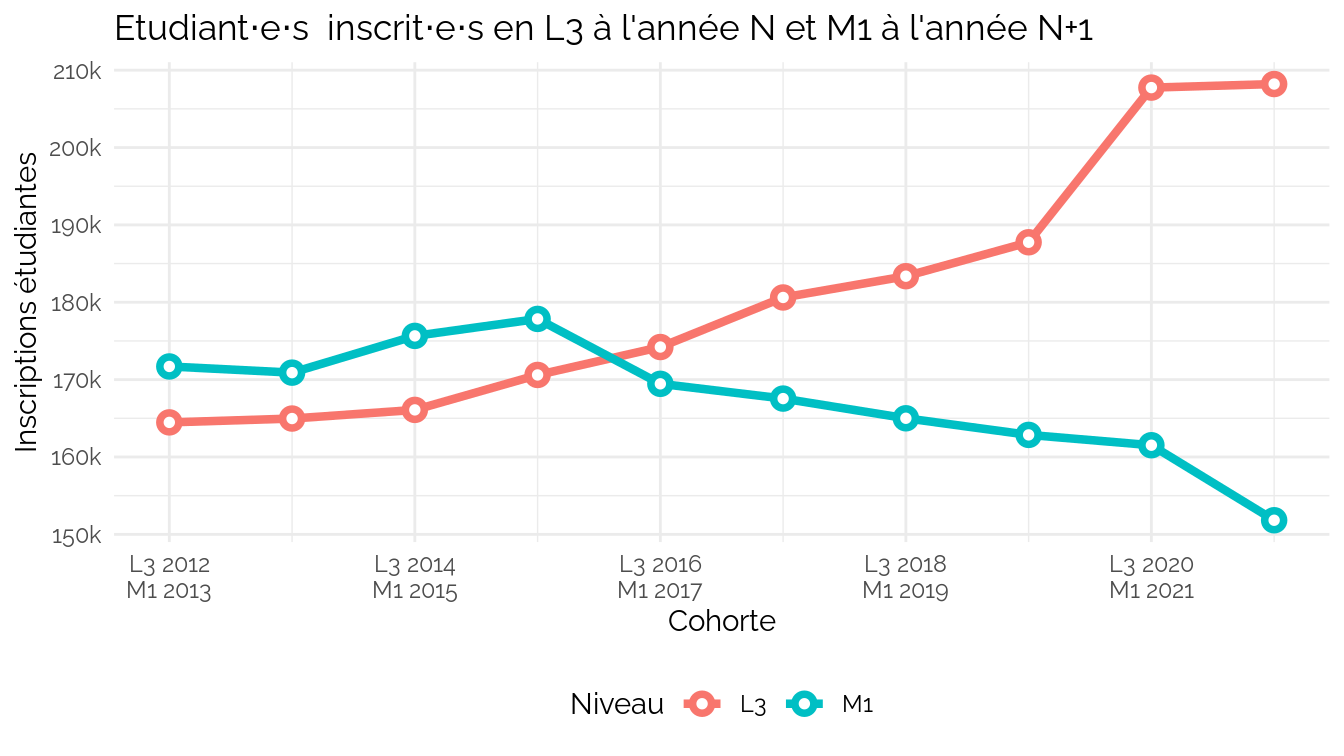 Etudiant⋅e⋅s  inscrit⋅e⋅s en L3 à l'année N et M1 à l'année N+1
210k
200k
190k
180k
170k
160k
150k
Inscriptions étudiantes
L3 2012
M1 2013
L3 2014
M1 2015
L3 2016
M1 2017
L3 2018
M1 2019
L3 2020
M1 2021
Cohorte
Niveau L3 M1